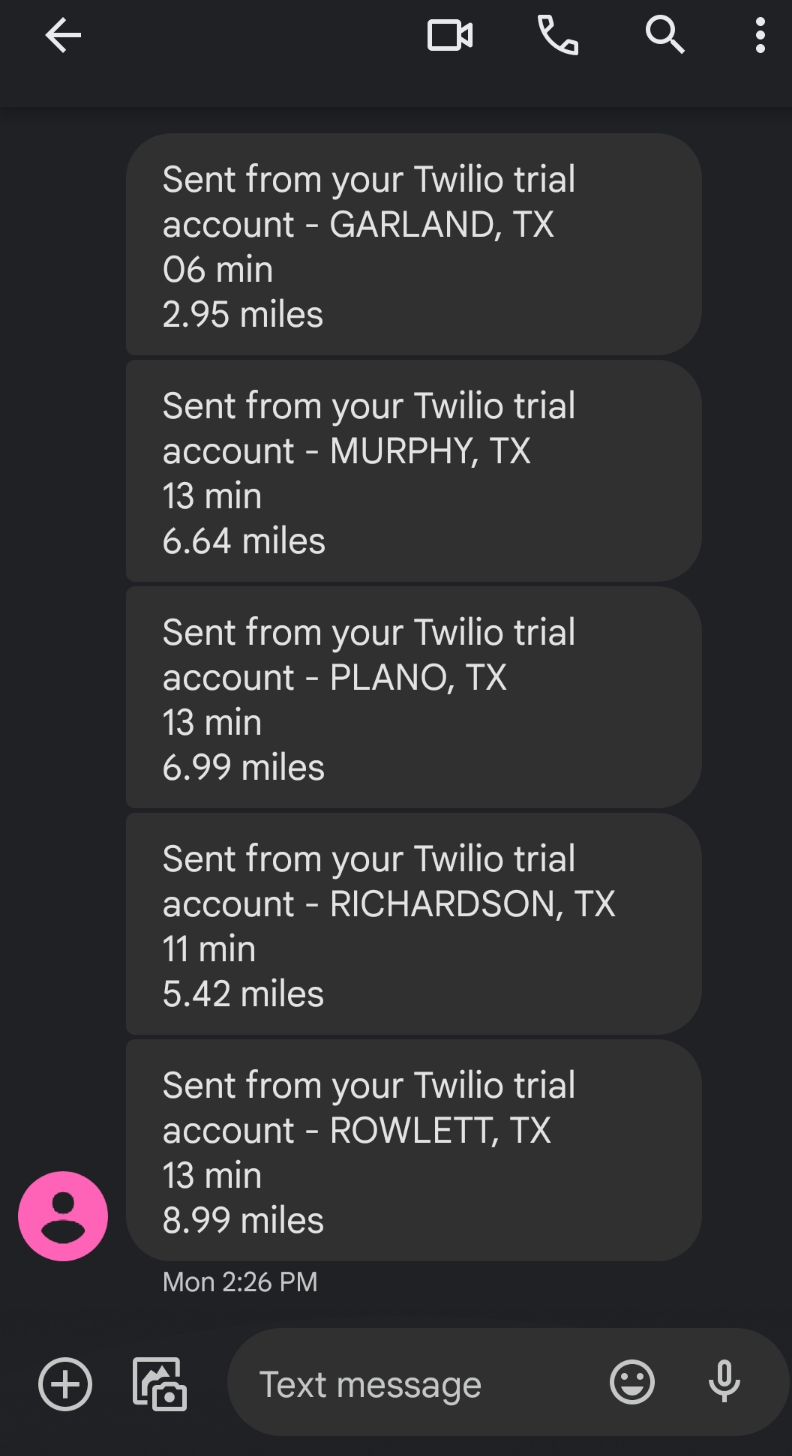 Sent from your Twilio trial
account - GARLAND, TX
06 min
2.95 miles
Sent from your Twilio trial
account - MURPHY, TX
13 min
6.64 miles
Sent from your Twilio trial
account - PLANO, TX
13 min
6.99 miles
Sent from your Twilio trial
account - RICHARDSON, TX
11 min
5.42 miles
Sent from your Twilio trial
account - ROWLETT, TX
13 min
8.99 miles
Mon 2:26 PM
Text message